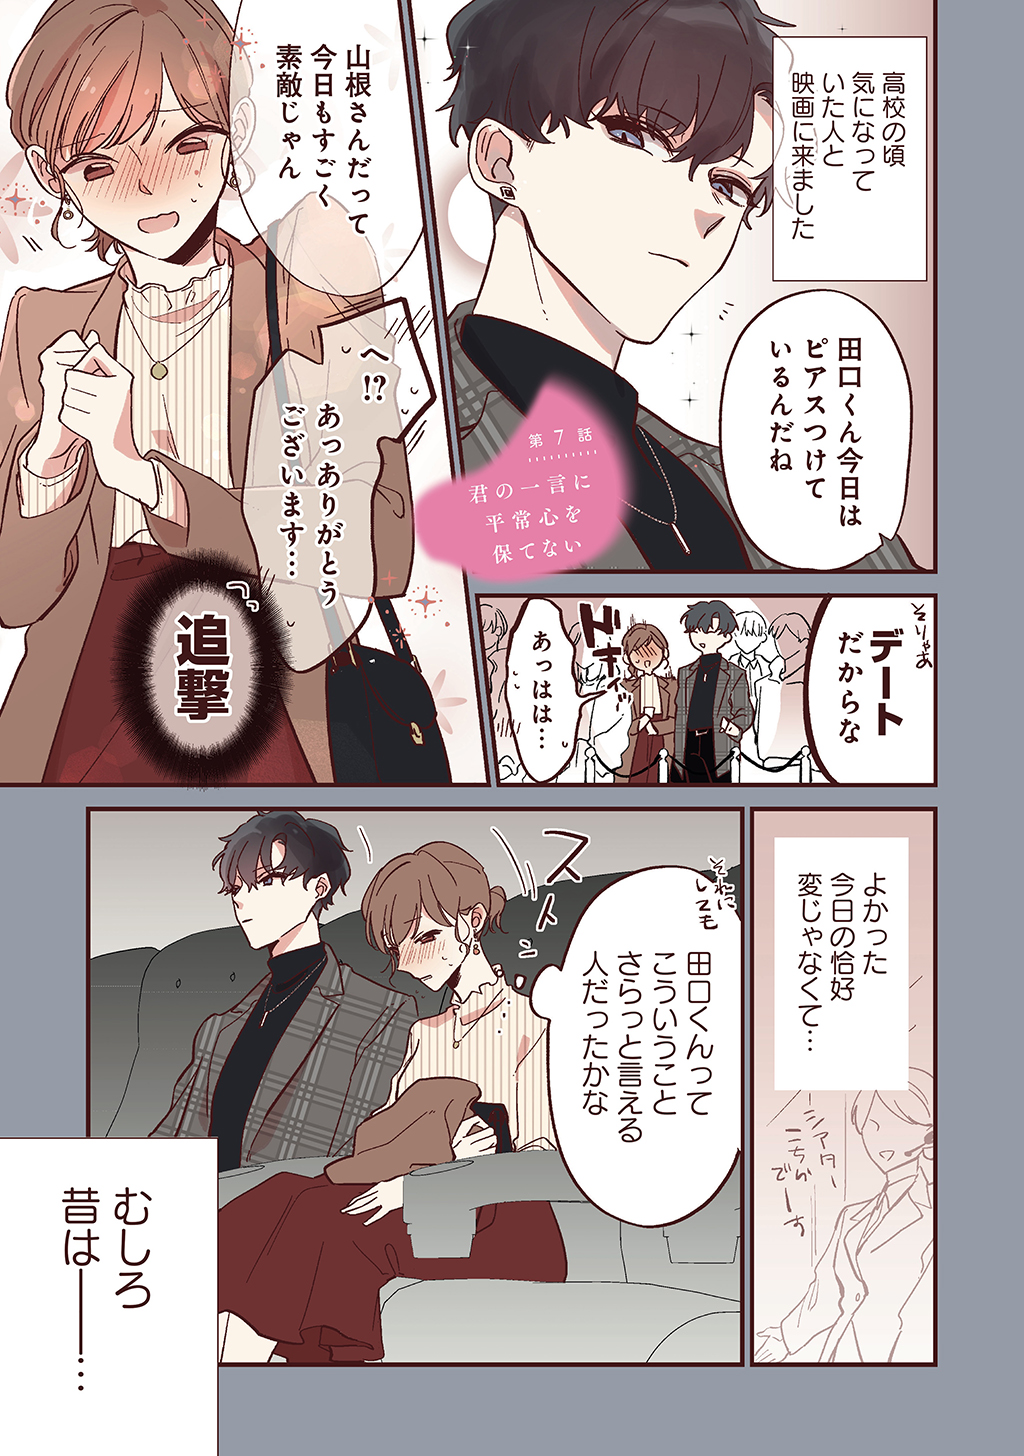 高校の頃
気になって
いた人と
映画に来ました
田口くん今日は
ピアスつけて
いるんだね
第7話
君の一言に
平常心を
保てない
山根さんだって
今日もすごく
素敵じゃん
へ!?
あっありがとう
ございます…
追撃
そりゃあ
デート
だからな
ドキィッ
あっはは…
よかった
今日の恰好
変じゃなくて…
シアター
こちらでーす
ストン
それに
しても
田口くんって
こういうこと
さらっと言える
人だったかな
むしろ
昔は――…